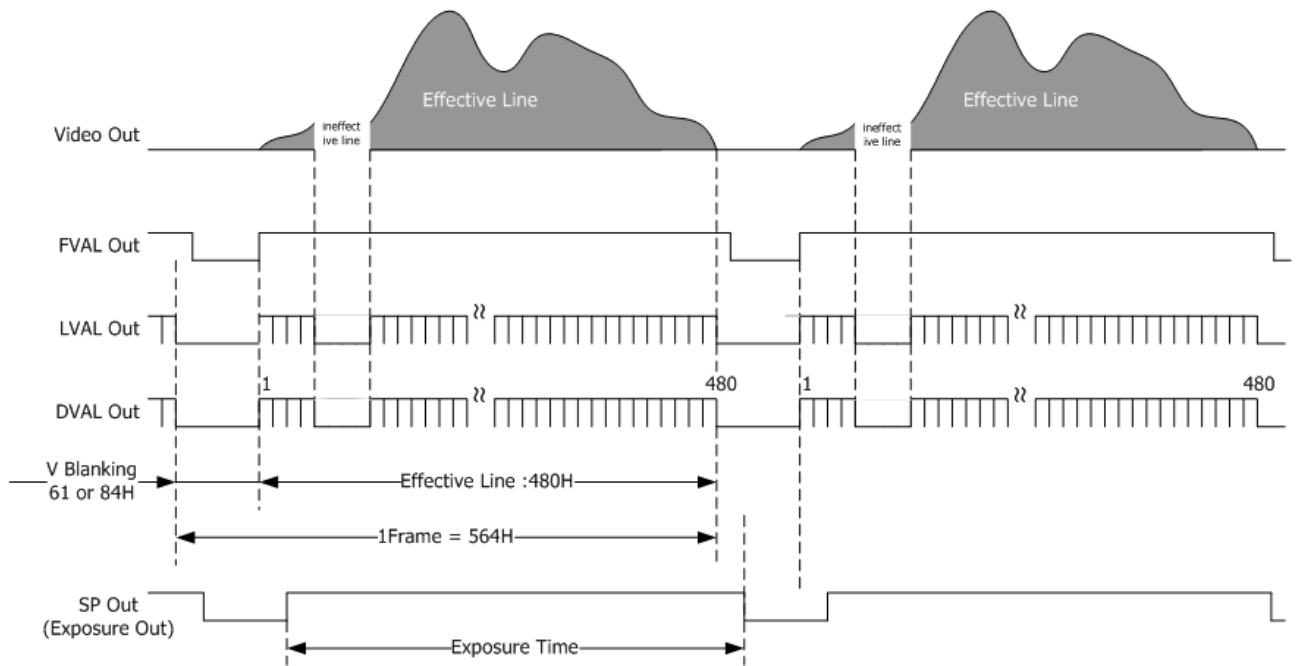 Effective Line
Effective Line
ineffect
ive line
ineffect
ive line
Video Out
FVAL Out
LVAL Out
1
480
1
480
DVAL Out
V Blanking
61 or 84H
Effective Line :480H
1Frame = 564H
SP Out
(Exposure Out)
Exposure Time